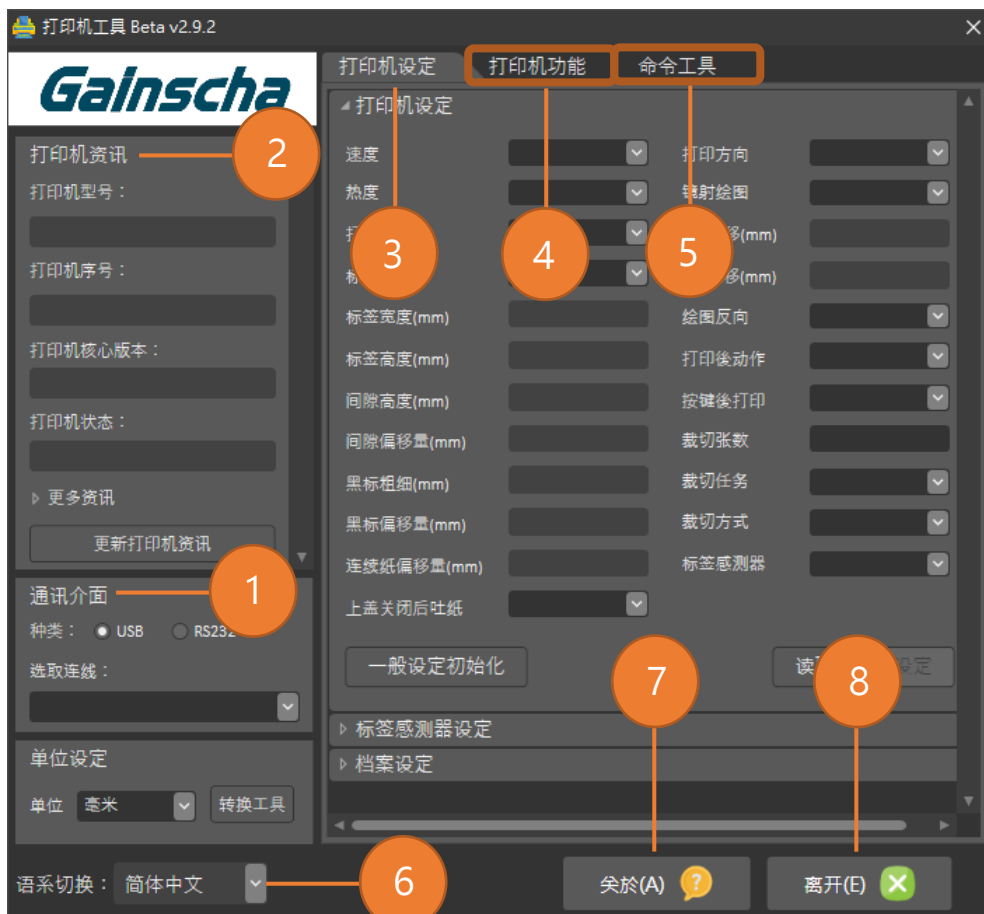 打印机工具 Beta v2.9.2
Gainscha
打印机设定 打印机功能 命令工具
打印机资讯
2
打印机型号：
打印机序号：
打印机核心版本：
打印机状态：
更多资讯
更新打印机资讯
通讯介面
1
种类： USB RS232
选取连线：
单位设定
单位 毫米 转换工具
打印机设定
速度 打印方向
热度 镜射绘图
3
4
5
(mm)
(mm)
标签宽度(mm) 绘图反向
标签高度(mm) 打印後动作
间隙高度(mm) 按键後打印
间隙偏移量(mm) 裁切张数
黑标粗细(mm) 裁切任务
黑标偏移量(mm) 裁切方式
连续纸偏移量(mm) 标签感测器
上盖关闭后吐纸
一般设定初始化 设定
7
8
标签感测器设定
档案设定
语系切换： 简体中文
6
关於(A) 离开(E)